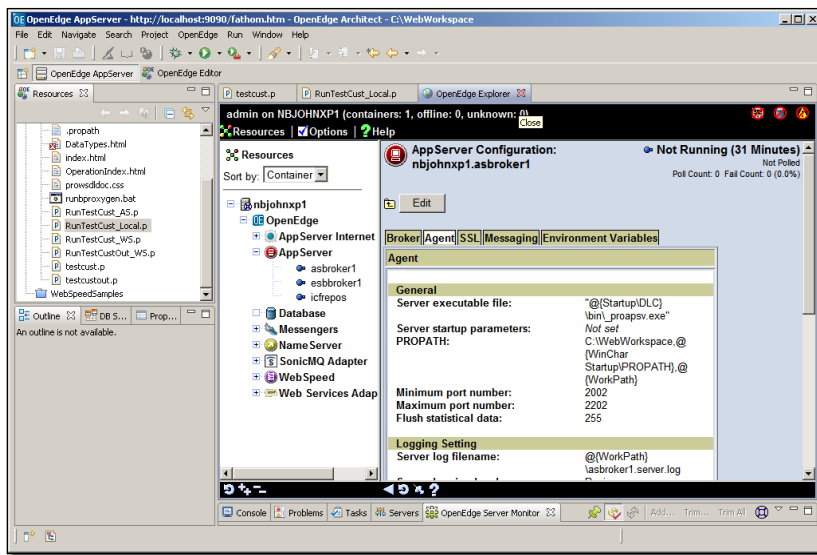 OpenEdge AppServer - http://localhost:9090/fathom.htm - OpenEdge Architect - C:\WebWorkspace
File Edit Navigate Search Project OpenEdge Run Window Help
OpenEdge AppServer OpenEdge Editor
Resources
.propath
DataTypes.html
index.html
OperationIndex.html
prowsdldoc.css
runbproxygen.bat
RunTestCust_AS.p
RunTestCust_Local.p
RunTestCust_WS.p
RunTestCustOut_WS.p
testcust.p
testcustout.p
WebSpeedSamples
Outline DB S... Prop...
An outline is not available.
testcust.p RunTestCust_Local.p OpenEdge Explorer
admin on NBJOHNXP1 (containers: 1, offline: 0, unknown: 0)
Close
Resources | Options | Help
Resources
Sort by: Container
nbjohnxp1
OpenEdge
AppServer Internet
AppServer
asbroker1
esbbroker1
icfrepos
Database
Messengers
NameServer
SonicMQ Adapter
WebSpeed
Web Services Adap
AppServer Configuration: Not Running (31 Minutes)
nbjohnxp1.asbroker1 Not Polled
Poll Count: 0 Fail Count: 0 (0.0%)
Edit
Broker Agent SSL Messaging Environment Variables
Agent
General
Server executable file: "@{Startup\DLC}
\bin\_proapsv.exe"
Server startup parameters: Not set
PROPATH: C:\WebWorkspace,@
{WinChar
Startup\PROPATH},@
{WorkPath}
Minimum port number: 2002
Maximum port number: 2202
Flush statistical data: 255
Logging Setting
Server log filename: @{WorkPath}
\asbroker1.server.log
Console Problems Tasks Servers OpenEdge Server Monitor Add... Trim... Trim All